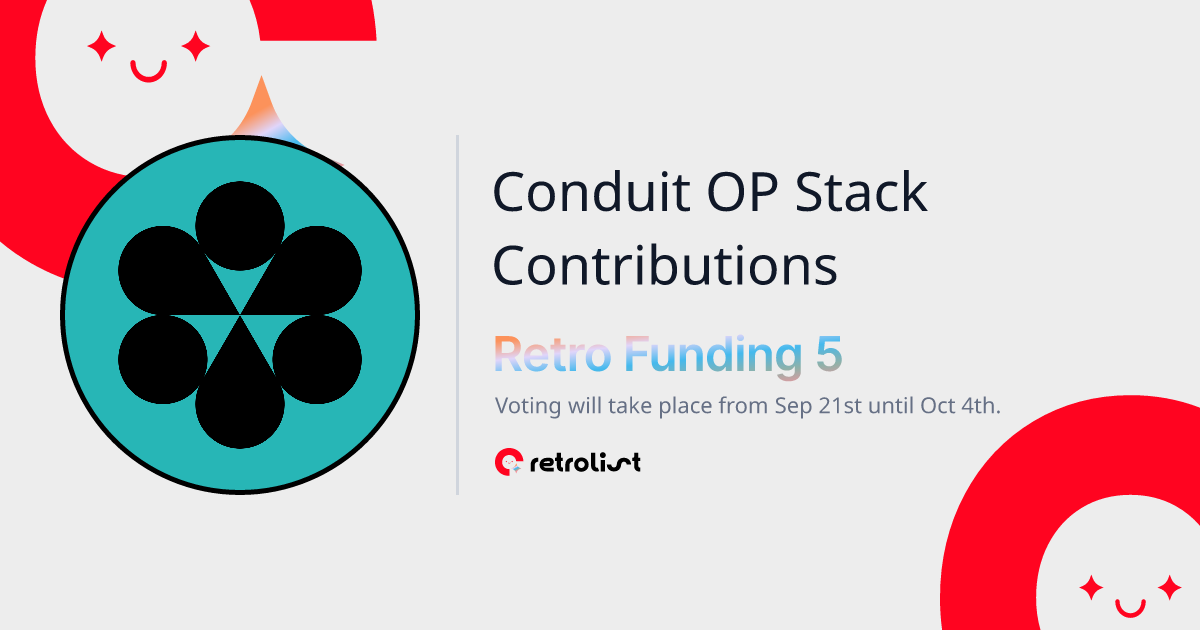 Conduit OP Stack
Contributions
Retro Funding 5
Voting will take place from Sep 21st until Oct 4th.
retrolist